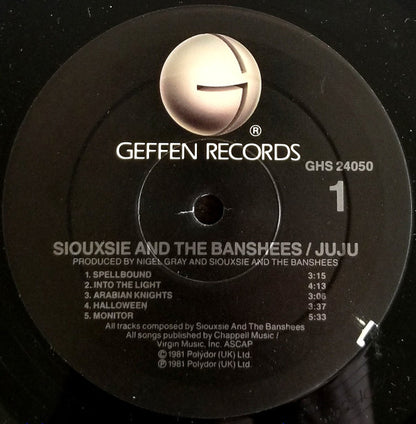 ®
GEFFEN RECORDS
GHS 24050
1
SIOUXSIE AND THE BANSHEES / JUJU
PRODUCED BY NIGEL GRAY AND SIOUXSIE AND THE BANSHEES
1. SPELLBOUND 3:15
2. INTO THE LIGHT 4:13
3. ARABIAN KNIGHTS 3:06
4. HALLOWEEN 3:37
5. MONITOR 5:33
All tracks composed by Siouxsie And The Banshees
All songs published by Chappell Music /
Virgin Music, Inc. ASCAP
© 1981 Polydor (UK) Ltd.
℗ 1981 Polydor (UK) Ltd.